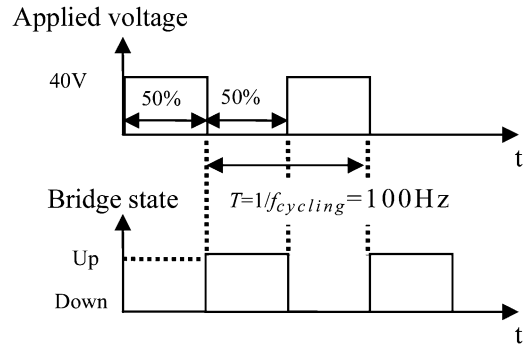 Applied voltage
40V
50% 50%
t
T=1/fcycling=100Hz
Bridge state
Up
Down
t